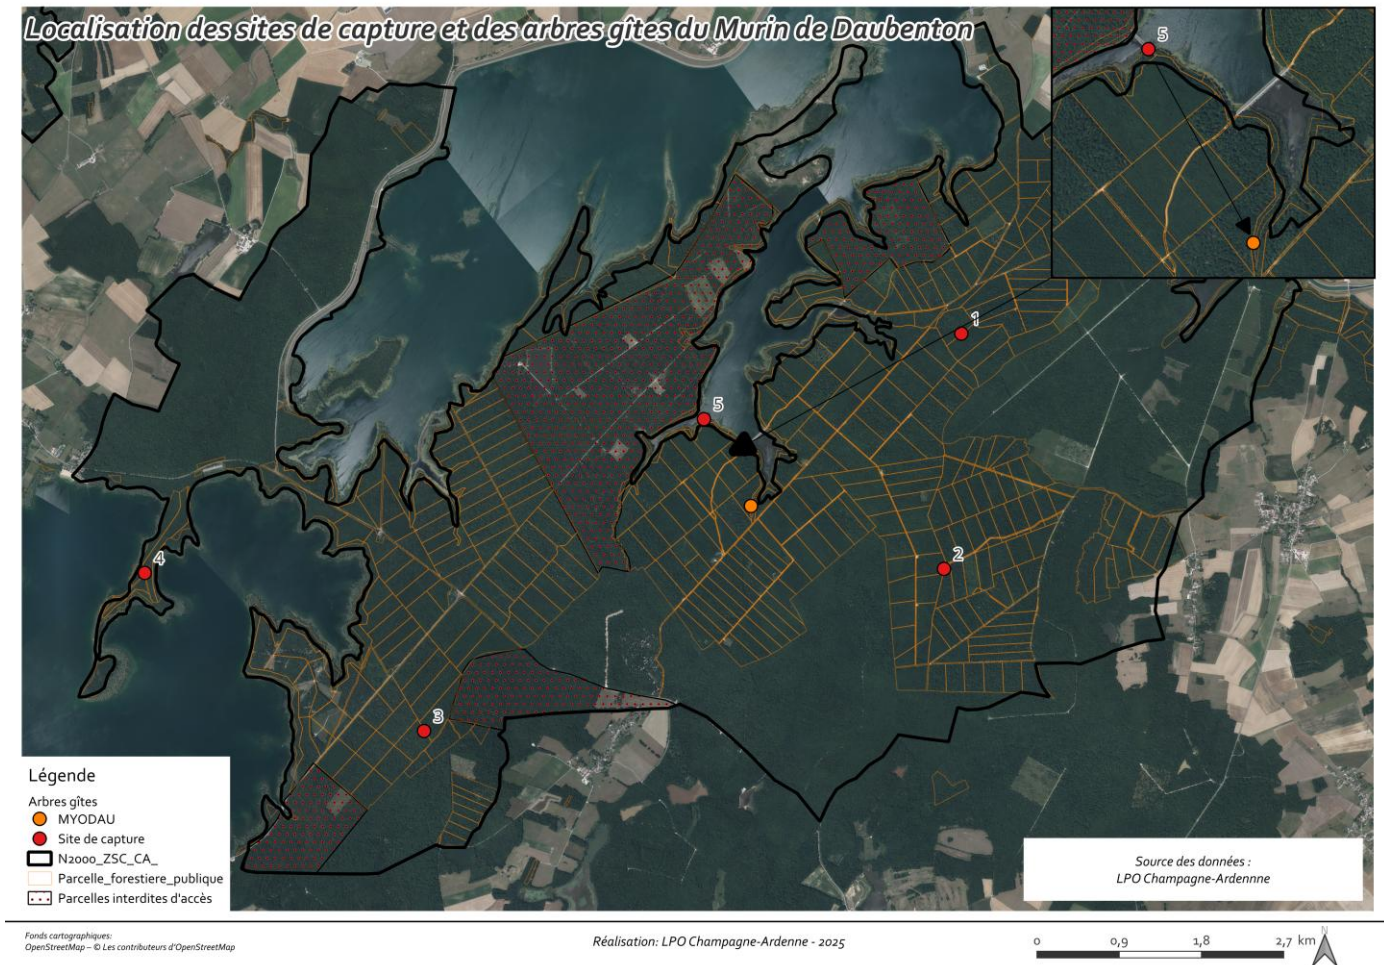 Localisation des sites de capture et des arbres gîtes du Murin de Daubenton
5
1
5
2
4
3
Légende
Arbres gîtes
MYODAU
Site de capture
N2000_ZSC_CA_
Parcelle_forestiere_publique
Parcelles interdites d'accès
Source des données :
LPO Champagne-Ardennne
Fonds cartographiques:
OpenStreetMap – © Les contributeurs d'OpenStreetMap
Réalisation: LPO Champagne-Ardenne - 2025
0 0,9 1,8 2,7 km
N